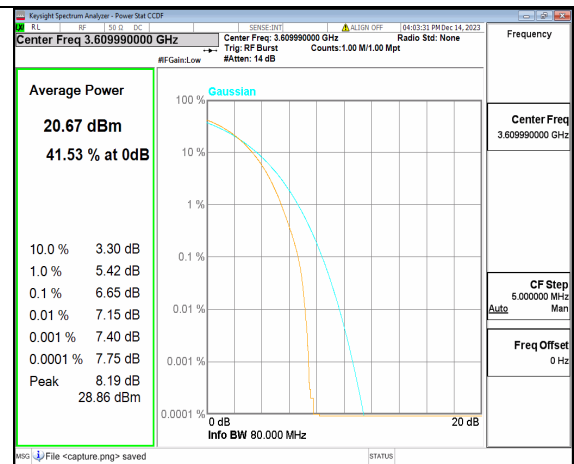 Keysight Spectrum Analyzer - Power Stat CCDF
RL RF 50 Ω DC SENSE:INT ALIGN OFF 04:03:31 PM Dec 14, 2023
Center Freq 3.609990000 GHz
Center Freq: 3.609990000 GHz Radio Std: None
Trig: RF Burst Counts:1.00 M/1.00 Mpt
#IFGain:Low #Atten: 14 dB
Frequency
Average Power
20.67 dBm
41.53 % at 0dB
10.0 % 3.30 dB
1.0 % 5.42 dB
0.1 % 6.65 dB
0.01 % 7.15 dB
0.001 % 7.40 dB
0.0001 % 7.75 dB
Peak 8.19 dB
28.86 dBm
Gaussian
100 %
10 %
1 %
0.1 %
0.01 %
0.001 %
0.0001 %
0 dB 20 dB
Info BW 80.000 MHz
Center Freq
3.609990000 GHz
CF Step
5.000000 MHz
Auto Man
Freq Offset
0 Hz
MSG File <capture.png> saved STATUS